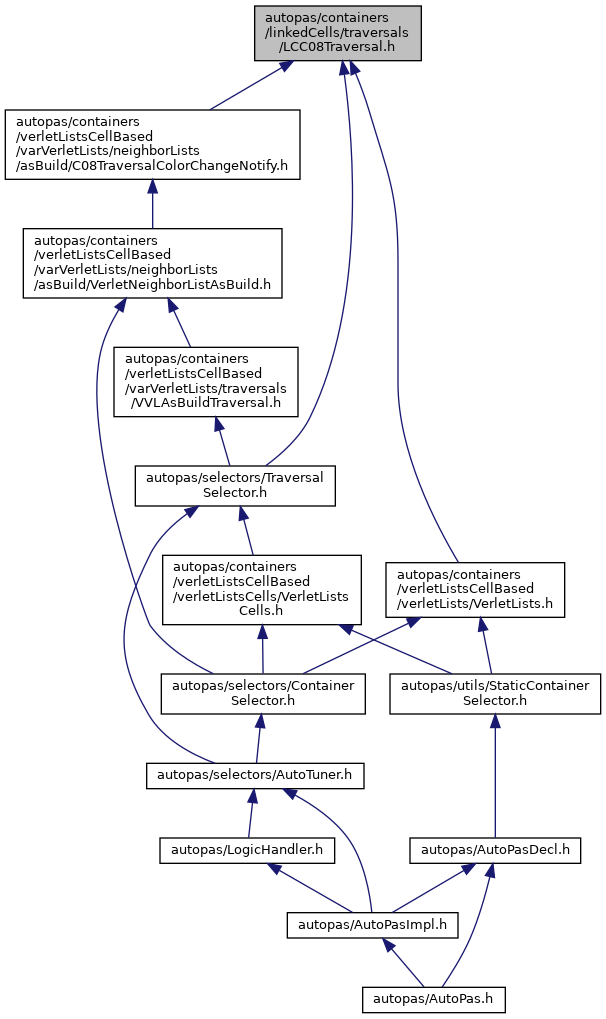 autopas/containers
/linkedCells/traversals
/LCC08Traversal.h
autopas/containers
/verletListsCellBased
/varVerletLists/neighborLists
/asBuild/C08TraversalColorChangeNotify.h
autopas/containers
/verletListsCellBased
/varVerletLists/neighborLists
/asBuild/VerletNeighborListAsBuild.h
autopas/containers
/verletListsCellBased
/varVerletLists/traversals
/VVLAsBuildTraversal.h
autopas/selectors/Traversal
Selector.h
autopas/containers
/verletListsCellBased
/verletListsCells/VerletLists
Cells.h
autopas/containers
/verletListsCellBased
/verletLists/VerletLists.h
autopas/selectors/Container
Selector.h
autopas/utils/StaticContainer
Selector.h
autopas/selectors/AutoTuner.h
autopas/LogicHandler.h
autopas/AutoPasDecl.h
autopas/AutoPasImpl.h
autopas/AutoPas.h